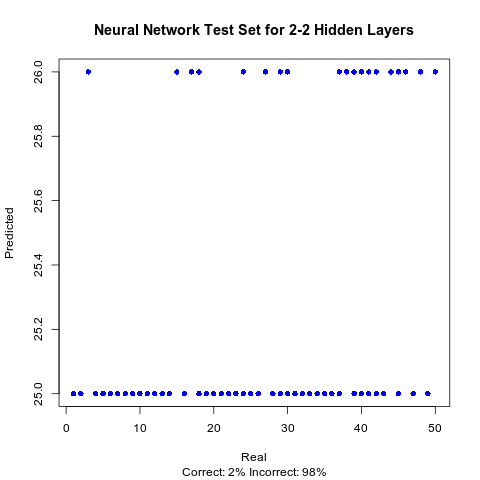 Neural Network Test Set for 2-2 Hidden Layers
Predicted
26.0
25.8
25.6
25.4
25.2
25.0
0 10 20 30 40 50
Real
Correct: 2% Incorrect: 98%